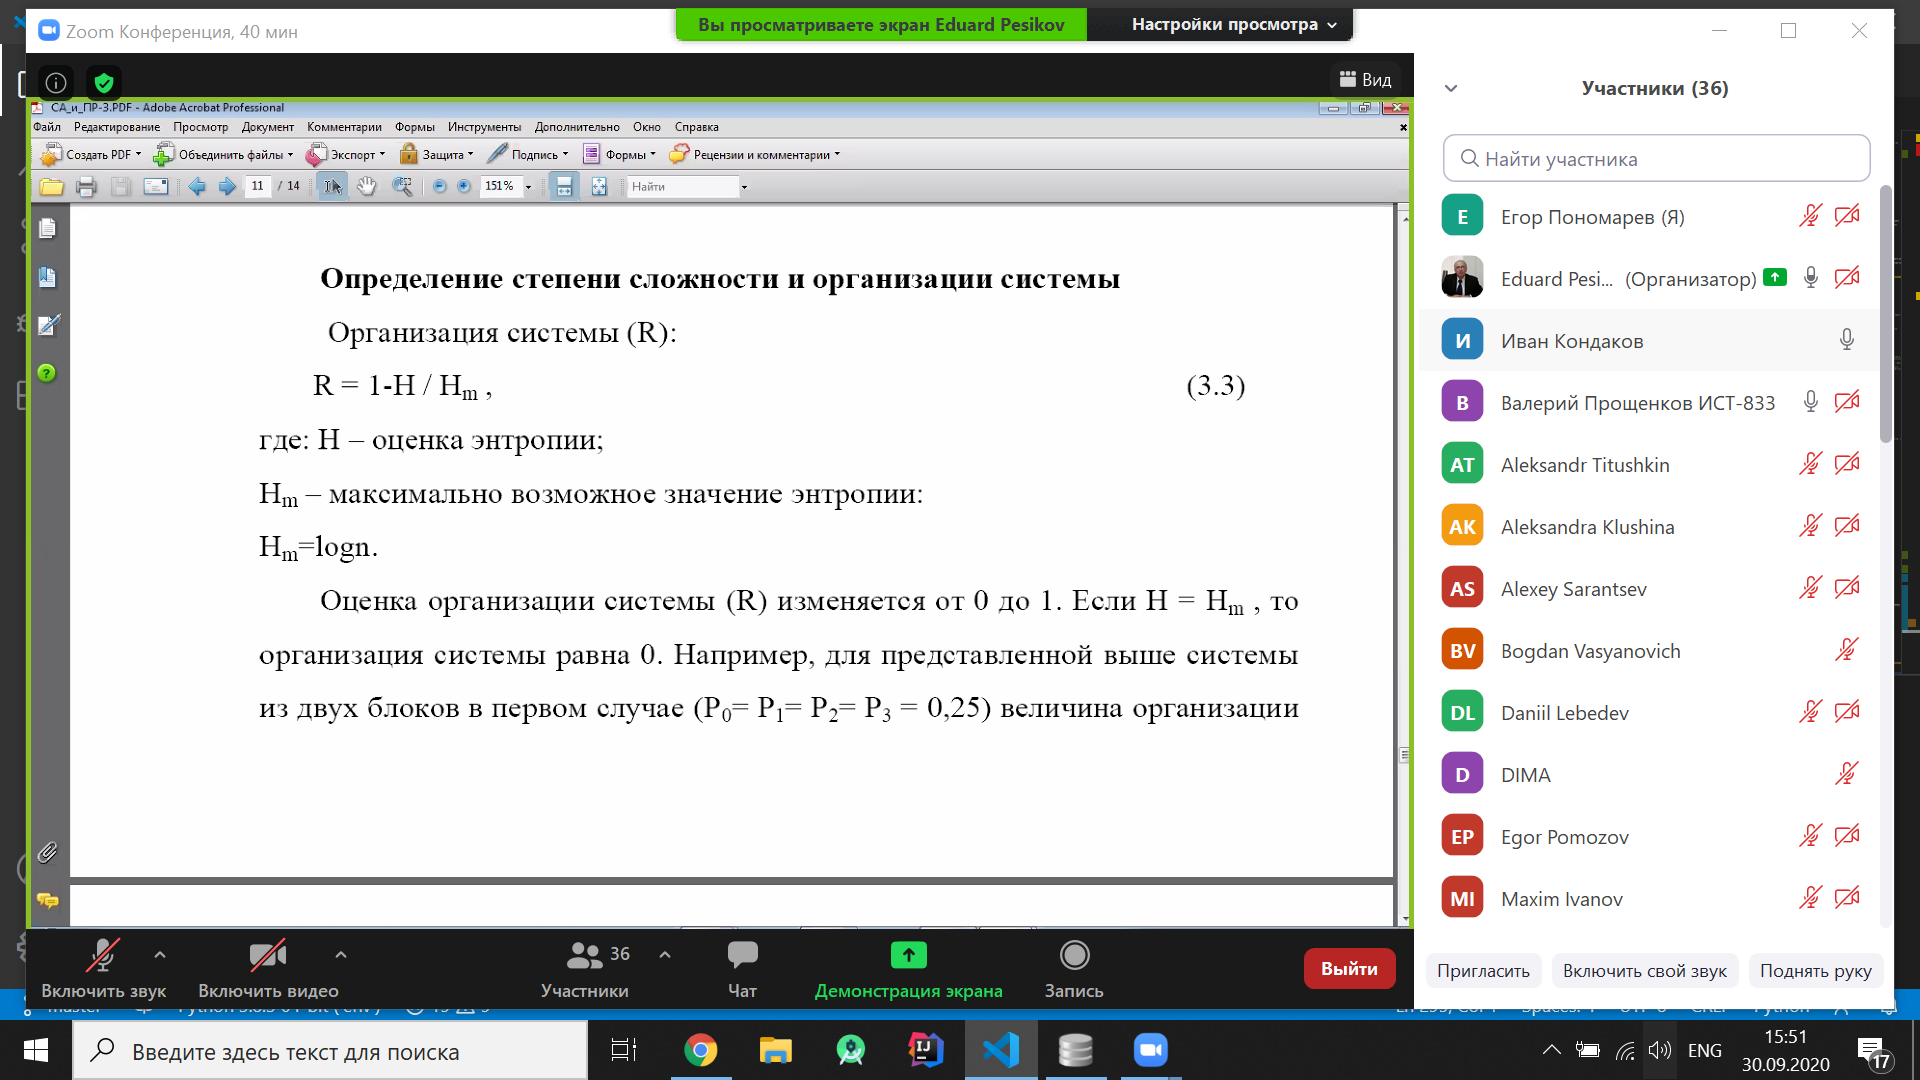 Zoom Конференция, 40 мин
Вы просматриваете экран Eduard Pesikov
Настройки просмотра
Вид
СА_и_ПР-3.PDF - Adobe Acrobat Professional
Файл Редактирование Просмотр Документ Комментарии Формы Инструменты Дополнительно Окно Справка
Создать PDF Объединить файлы Экспорт Защита Подпись Формы Рецензии и комментарии
11 / 14 151% Найти
Определение степени сложности и организации системы
Организация системы (R):
R = 1-H / Hm , (3.3)
где: H – оценка энтропии;
Hm – максимально возможное значение энтропии:
Hm=logn.
Оценка организации системы (R) изменяется от 0 до 1. Если H = Hm , то
организация системы равна 0. Например, для представленной выше системы
из двух блоков в первом случае (P0= P1= P2= P3 = 0,25) величина организации
Участники (36)
Найти участника
Е Егор Пономарев (Я)
Eduard Pesi... (Организатор)
И Иван Кондаков
В Валерий Прощенков ИСТ-833
AT Aleksandr Titushkin
AK Aleksandra Klushina
AS Alexey Sarantsev
BV Bogdan Vasyanovich
DL Daniil Lebedev
D DIMA
EP Egor Pomozov
MI Maxim Ivanov
Пригласить Включить свой звук Поднять руку
Включить звук Включить видео Участники 36 Чат Демонстрация экрана Запись Выйти
Введите здесь текст для поиска
ENG
15:51
30.09.2020
17